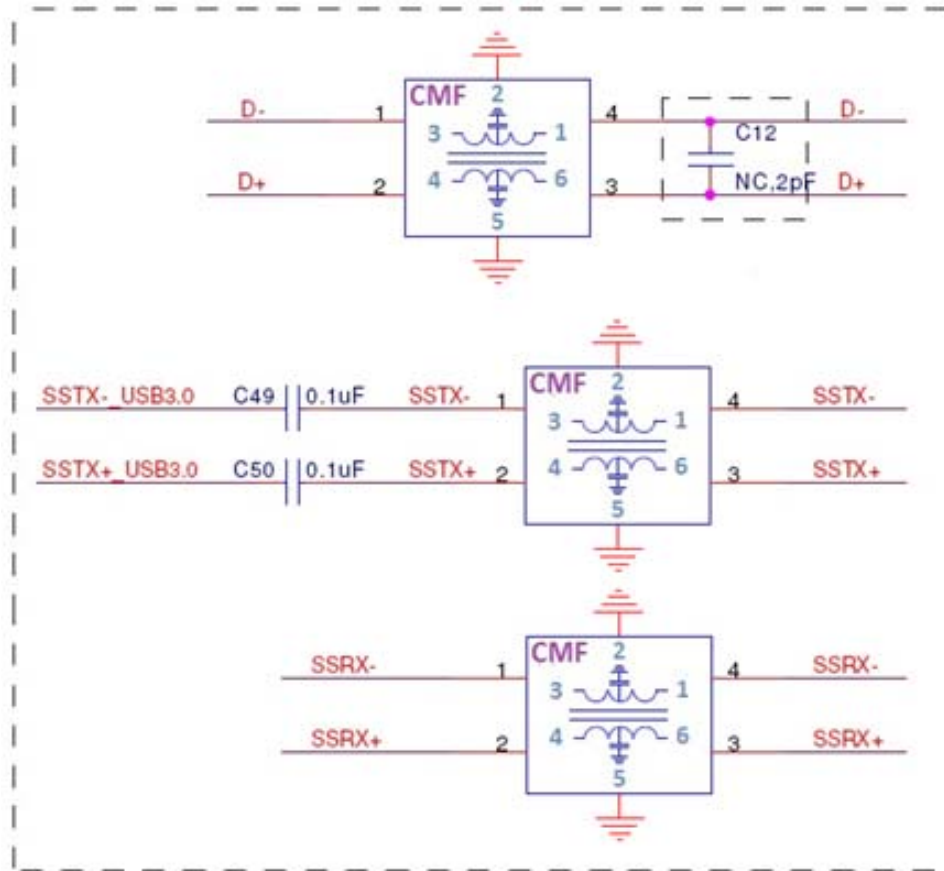 CMF 2
D- 1 4 D-
3 1 C12
D+ 2 4 6 3 NC,2pF D+
5
CMF 2
SSTX-_USB3.0 C49 0.1uF SSTX- 1 4 SSTX-
3 1
SSTX+_USB3.0 C50 0.1uF SSTX+ 2 4 6 3 SSTX+
5
CMF 2
SSRX- 1 4 SSRX-
3 1
SSRX+ 2 4 6 3 SSRX+
5